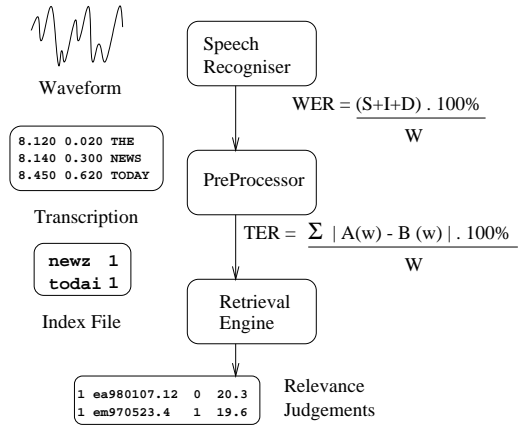 Speech
Recogniser
Waveform
WER = (S+I+D) . 100%
W
8.120 0.020 THE
8.140 0.300 NEWS
8.450 0.620 TODAY
PreProcessor
Transcription
TER = Σ | A(w) - B (w) | . 100%
W
newz 1
todai 1
Index File
Retrieval
Engine
1 ea980107.12 0 20.3
1 em970523.4 1 19.6
Relevance
Judgements